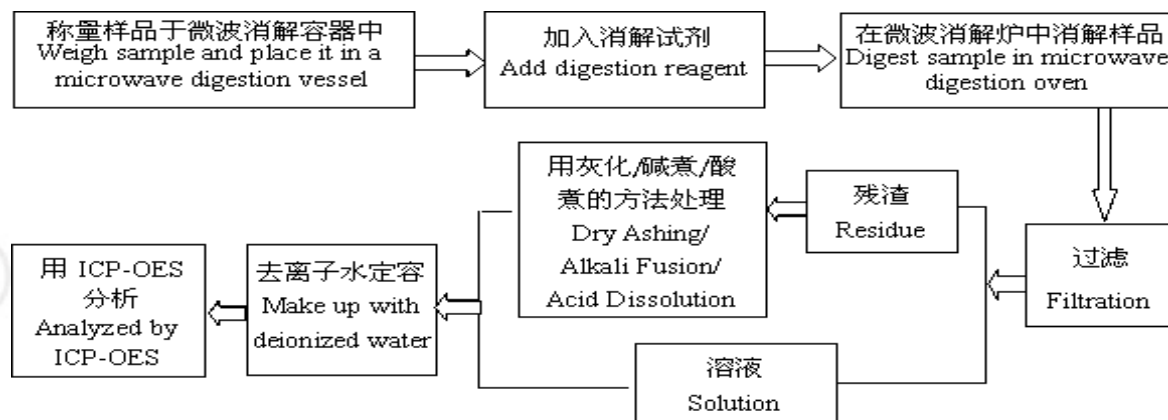 称量样品于微波消解容器中
Weigh sample and place it in a
microwave digestion vessel
加入消解试剂
Add digestion reagent
在微波消解炉中消解样品
Digest sample in microwave
digestion oven
过滤
Filtration
残渣
Residue
溶液
Solution
用灰化/碱煮/酸
煮的方法处理
Dry Ashing/
Alkali Fusion/
Acid Dissolution
去离子水定容
Make up with
deionized water
用 ICP-OES
分析
Analyzed by
ICP-OES